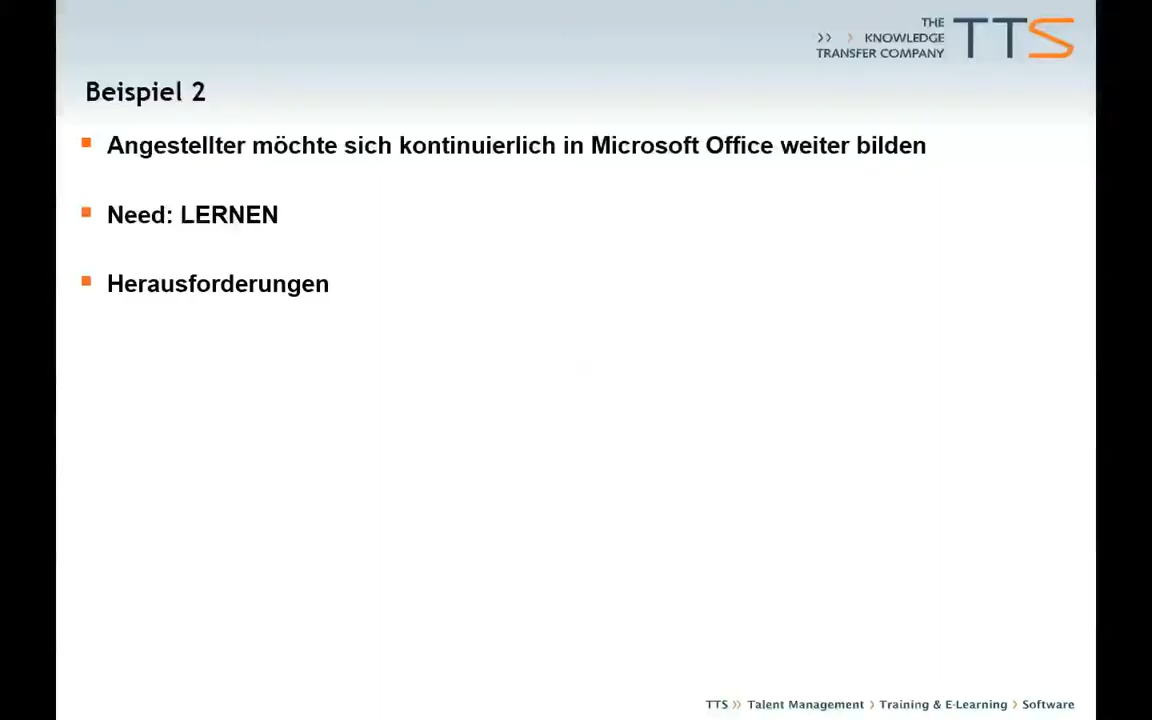 THE
>> > KNOWLEDGE
TRANSFER COMPANY
TTS
Beispiel 2
Angestellter möchte sich kontinuierlich in Microsoft Office weiter bilden
Need: LERNEN
Herausforderungen
TTS >> Talent Management > Training & E-Learning > Software